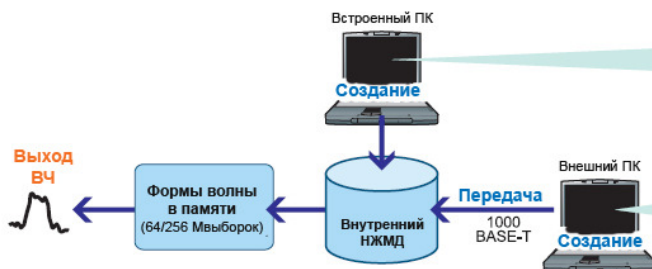 Встроенный ПК
Создание
Выход
ВЧ
Формы волны
в памяти
(64/256 Мвыборок)
Внутренний
НЖМД
Передача
1000
BASE-T
Внешний ПК
Создание